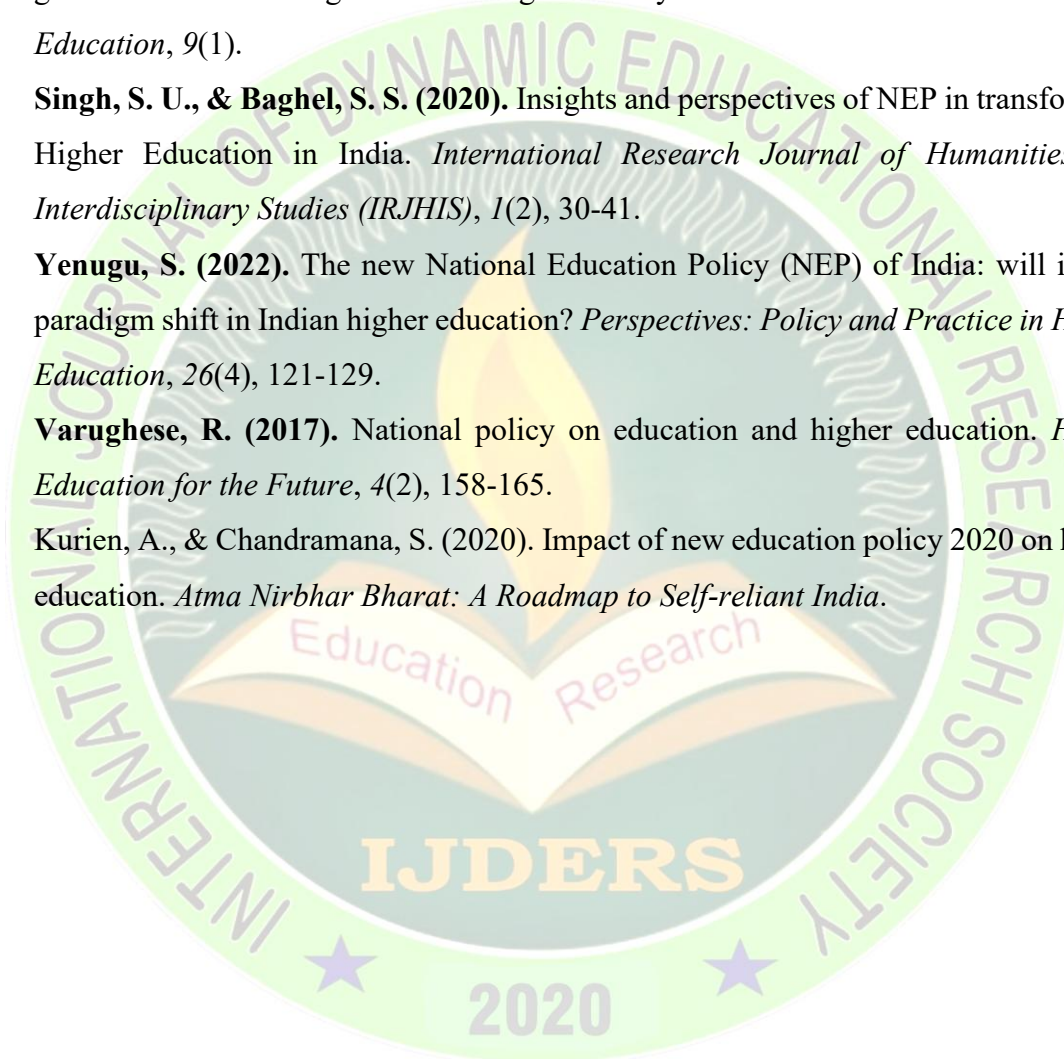 Education, 9(1).
Singh, S. U., & Baghel, S. S. (2020). Insights and perspectives of NEP in transfo
Higher Education in India. International Research Journal of Humanities
Interdisciplinary Studies (IRJHIS), 1(2), 30-41.
Yenugu, S. (2022). The new National Education Policy (NEP) of India: will i
paradigm shift in Indian higher education? Perspectives: Policy and Practice in H
Education, 26(4), 121-129.
Varughese, R. (2017). National policy on education and higher education. H
Education for the Future, 4(2), 158-165.
Kurien, A., & Chandramana, S. (2020). Impact of new education policy 2020 on h
education. Atma Nirbhar Bharat: A Roadmap to Self-reliant India.
INTERNATIONAL JOURNAL OF DYNAMIC EDUCATIONAL RESEARCH SOCIETY
Education Research
IJDERS
2020